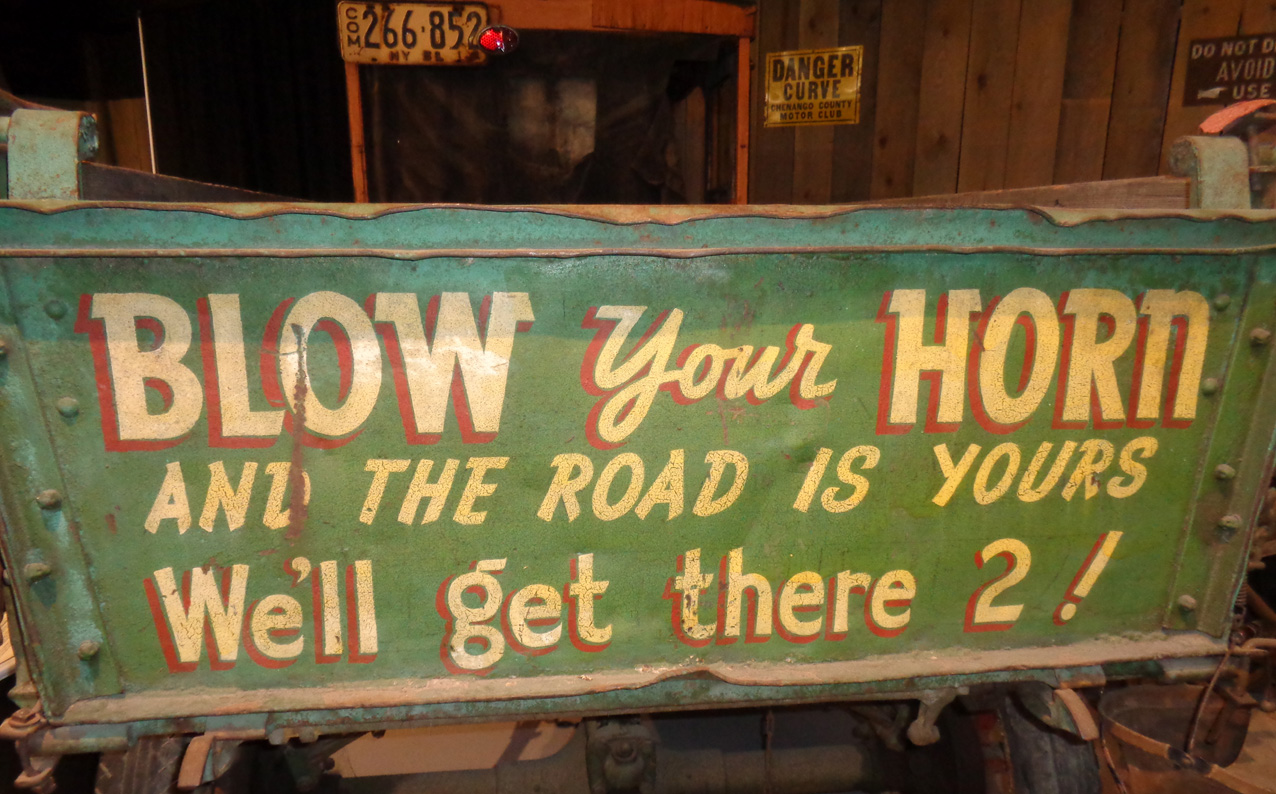 COM
266·852
NY BL
DANGER
CURVE
CHENANGO COUNTY
MOTOR CLUB
DO NOT D
AVOID
USE
BLOW your HORN
AND THE ROAD IS YOURS
We'll get there 2!